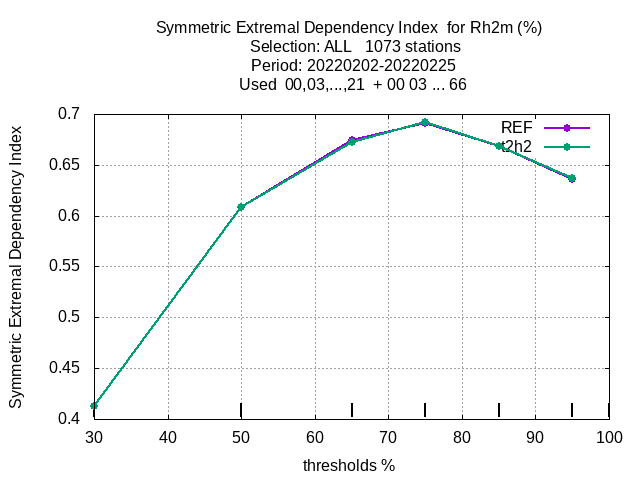 Symmetric Extremal Dependency Index  for Rh2m (%)
Selection: ALL   1073 stations
Period: 20220202-20220225
Used  00,03,...,21  + 00 03 ... 66
Symmetric Extremal Dependency Index
0.7
0.65
0.6
0.55
0.5
0.45
0.4
REF
t2h2
30 40 50 60 70 80 90 100
thresholds %